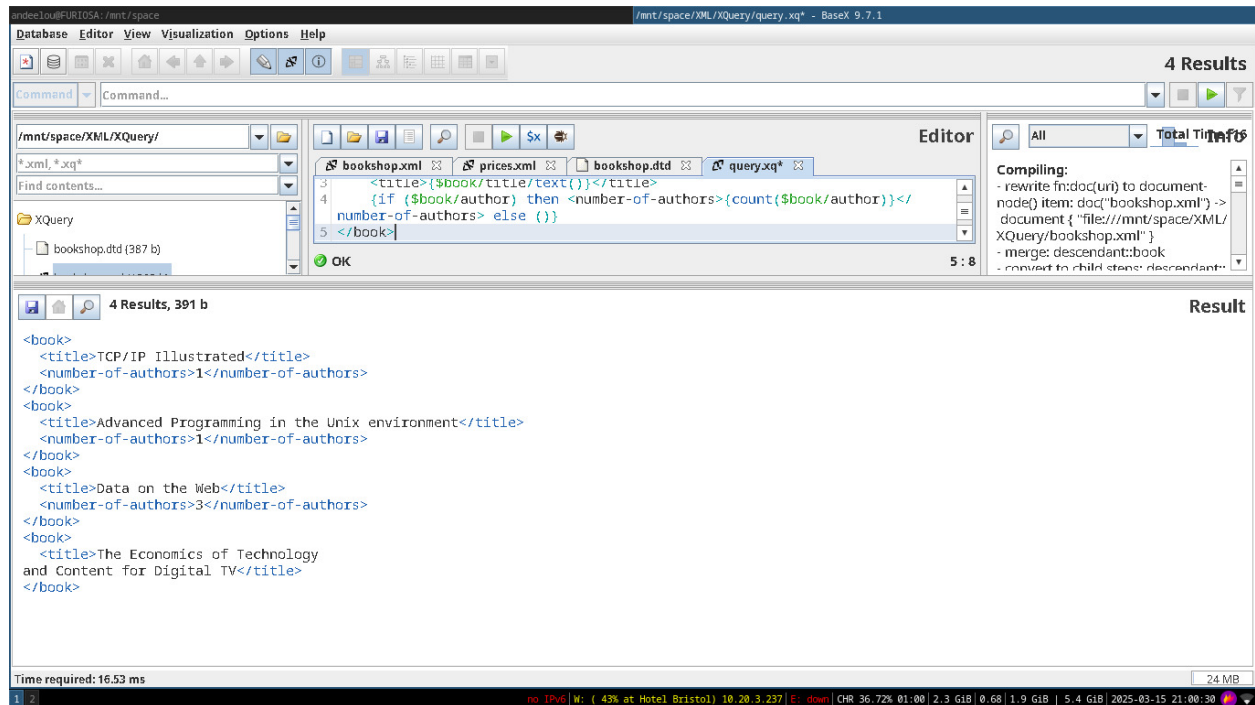 andeelou@FURIOSA:/mnt/space
/mnt/space/XML/XQuery/query.xq* - BaseX 9.7.1
Database Editor View Visualization Options Help
4 Results
Command
Command...
/mnt/space/XML/XQuery/
*.xml, *.xq*
Find contents...
XQuery
bookshop.dtd (387 b)
$x
Editor
bookshop.xml
prices.xml
bookshop.dtd
query.xq*
3 <title>{$book/title/text()}</title>
4 {if ($book/author) then <number-of-authors>{count($book/author)}</
number-of-authors> else ()}
5 </book>
OK
5 : 8
All
Compiling:
- rewrite fn:doc(uri) to document-
node() item: doc("bookshop.xml") ->
document { "file:///mnt/space/XML/
XQuery/bookshop.xml" }
- merge: descendant::book
- convert to child steps: descendant::
4 Results, 391 b
Result
<book>
<title>TCP/IP Illustrated</title>
<number-of-authors>1</number-of-authors>
</book>
<book>
<title>Advanced Programming in the Unix environment</title>
<number-of-authors>1</number-of-authors>
</book>
<book>
<title>Data on the Web</title>
<number-of-authors>3</number-of-authors>
</book>
<book>
<title>The Economics of Technology
and Content for Digital TV</title>
</book>
Time required: 16.53 ms
24 MB
1 2
no IPv6 W: ( 43% at Hotel Bristol) 10.20.3.237 E: down CHR 36.72% 01:00 2.3 GiB 0.68 1.9 GiB | 5.4 GiB 2025-03-15 21:00:30